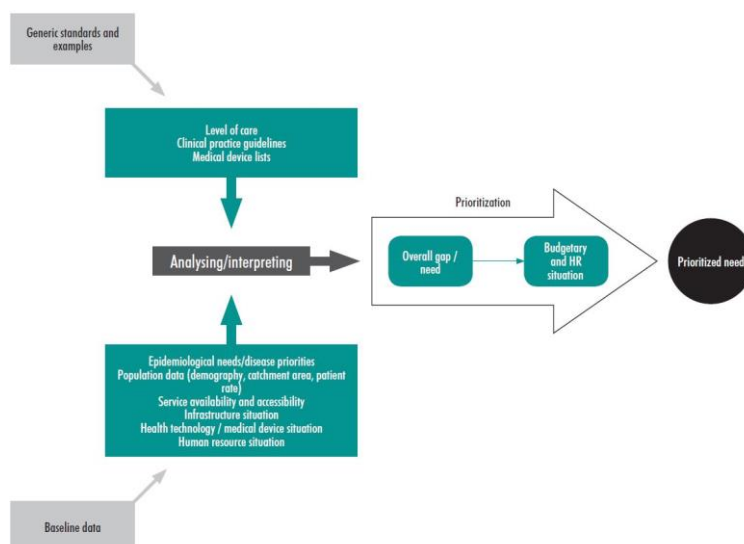 Generic standards and
examples
Level of care
Clinical practice guidelines
Medical device lists
Prioritization
Analysing/interpreting
Overall gap /
need
Budgetary
and HR
situation
Prioritized need
Epidemiological needs/disease priorities
Population data (demography, catchment area, patient
rate)
Service availability and accessibility
Infrastructure situation
Health technology / medical device situation
Human resource situation
Baseline data